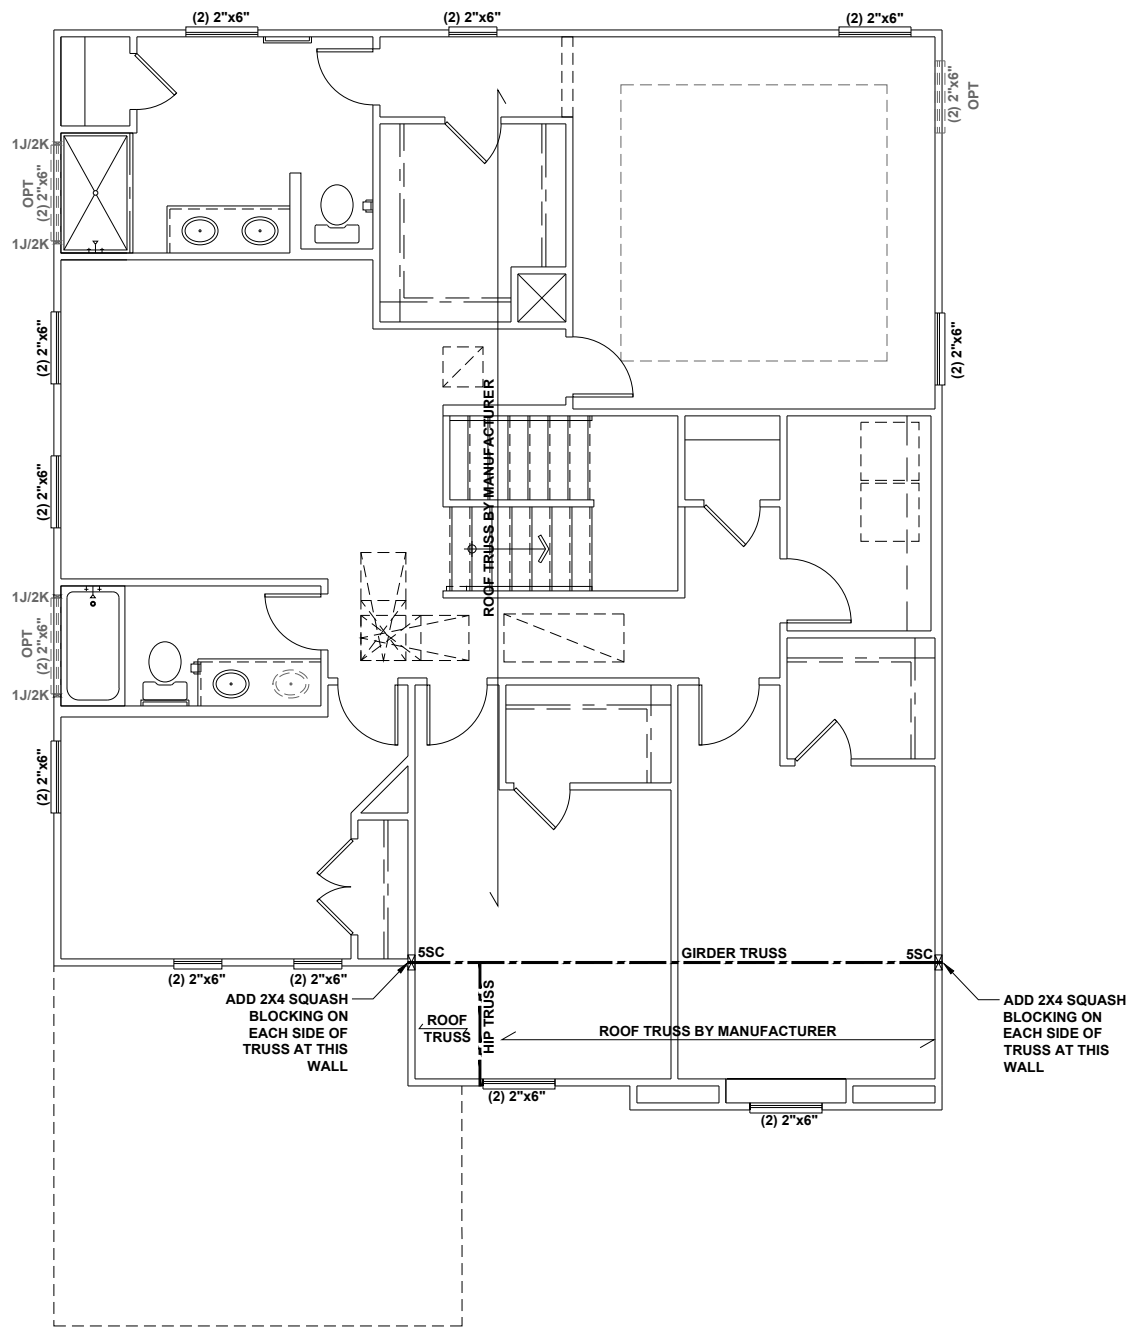 (2) 2"x6"
(2) 2"x6"
(2) 2"x6"
(2) 2"x6"
OPT
1J/2K
OPT
(2) 2"x6"
1J/2K
(2) 2"x6"
(2) 2"x6"
ROOF TRUSS BY MANUFACTURER
(2) 2"x6"
1J/2K
OPT
(2) 2"x6"
1J/2K
(2) 2"x6"
5SC
GIRDER TRUSS
5SC
(2) 2"x6"
(2) 2"x6"
ADD 2X4 SQUASH
BLOCKING ON
EACH SIDE OF
TRUSS AT THIS
WALL
ROOF
TRUSS
HIP TRUSS
ROOF TRUSS BY MANUFACTURER
ADD 2X4 SQUASH
BLOCKING ON
EACH SIDE OF
TRUSS AT THIS
WALL
(2) 2"x6"
(2) 2"x6"